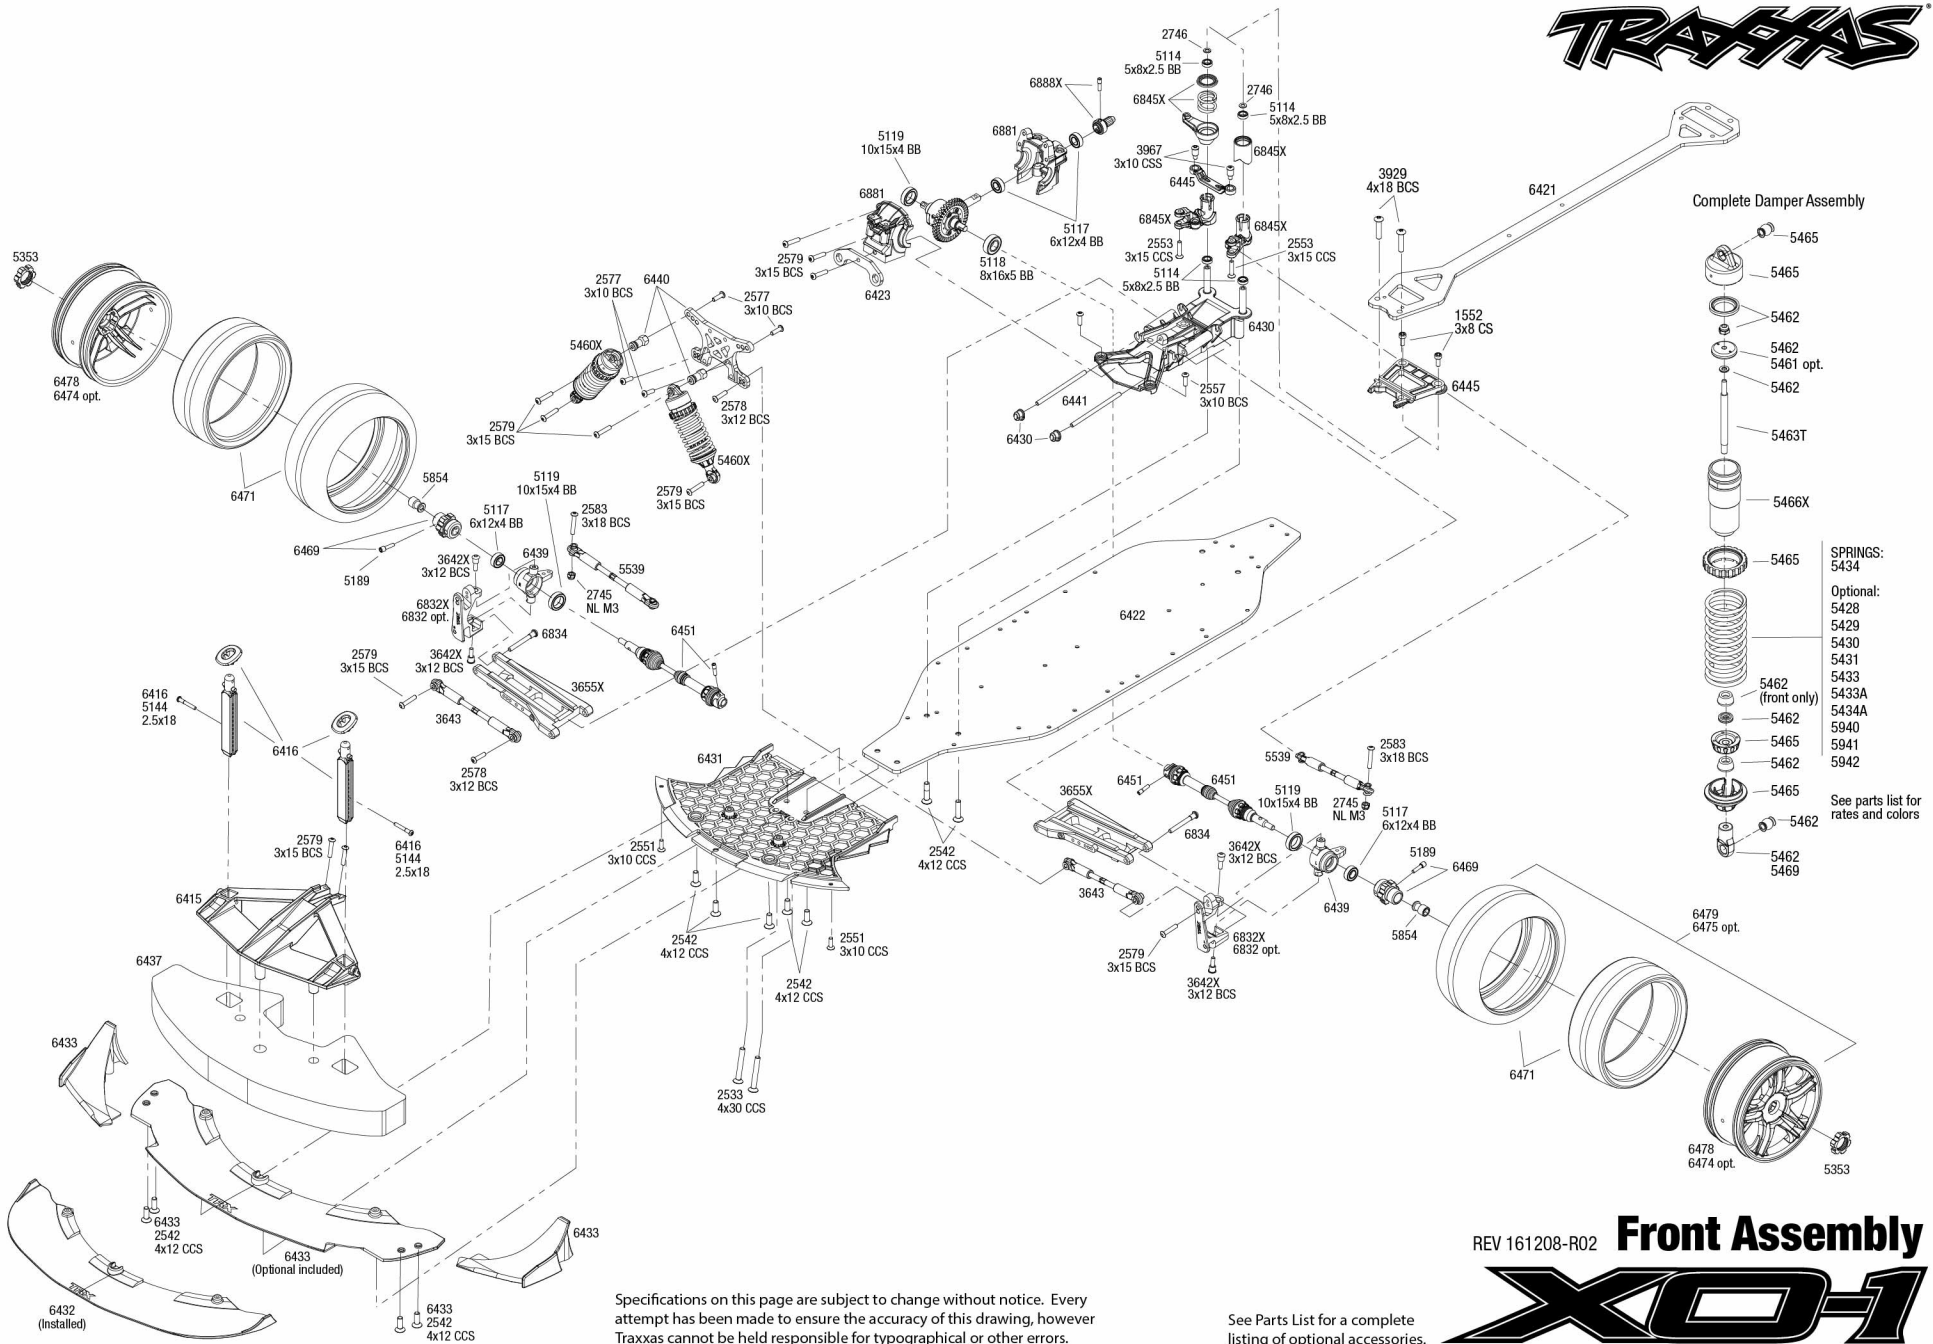 TRAXXAS
2746
5114
5x8x2.5 BB
6845X
2746
5114
5x8x2.5 BB
6888X
6881
5119
10x15x4 BB
6881
3967
3x10 CSS
6845X
6445
6845X
6845X
5117
6x12x4 BB
5118
8x16x5 BB
2553
3x15 CCS
2553
3x15 CCS
5114
5x8x2.5 BB
2579
3x15 BCS
6423
6430
3929
4x18 BCS
6421
1552
3x8 CS
6445
Complete Damper Assembly
5465
5465
5462
5462
5461 opt.
5462
5463T
5466X
5465
SPRINGS:
5434
Optional:
5428
5429
5430
5431
5433
5433A
5434A
5940
5941
5942
See parts list for
rates and colors
5462
(front only)
5462
5465
5462
5465
5462
5462
5469
5353
6478
6474 opt.
6471
2577
3x10 BCS
6440
2577
3x10 BCS
5460X
2579
3x15 BCS
2578
3x12 BCS
5460X
2579
3x15 BCS
6441
6430
2557
3x10 BCS
5854
6469
5189
5117
6x12x4 BB
5119
10x15x4 BB
2583
3x18 BCS
6439
3642X
3x12 BCS
5539
2745
NL M3
6832X
6832 opt.
6834
6451
3642X
3x12 BCS
2579
3x15 BCS
3655X
3643
2578
3x12 BCS
6422
6416
5144
2.5x18
6416
6416
5144
2.5x18
2579
3x15 BCS
6415
6437
6431
2551
3x10 CCS
2542
4x12 CCS
2542
4x12 CCS
2551
3x10 CCS
2542
4x12 CCS
2533
4x30 CCS
6451
6451
3655X
5119
10x15x4 BB
5539
2583
3x18 BCS
2745
NL M3
5117
6x12x4 BB
6834
3642X
3x12 BCS
5189
6469
3643
6439
5854
2579
3x15 BCS
6832X
6832 opt.
3642X
3x12 BCS
6479
6475 opt.
6471
6478
6474 opt.
5353
6433
6433
2542
4x12 CCS
6433
(Optional included)
6433
6432
(Installed)
6433
2542
4x12 CCS
Specifications on this page are subject to change without notice. Every
attempt has been made to ensure the accuracy of this drawing, however
Traxxas cannot be held responsible for typographical or other errors.
See Parts List for a complete
listing of optional accessories.
REV 161208-R02 Front Assembly
XO-1